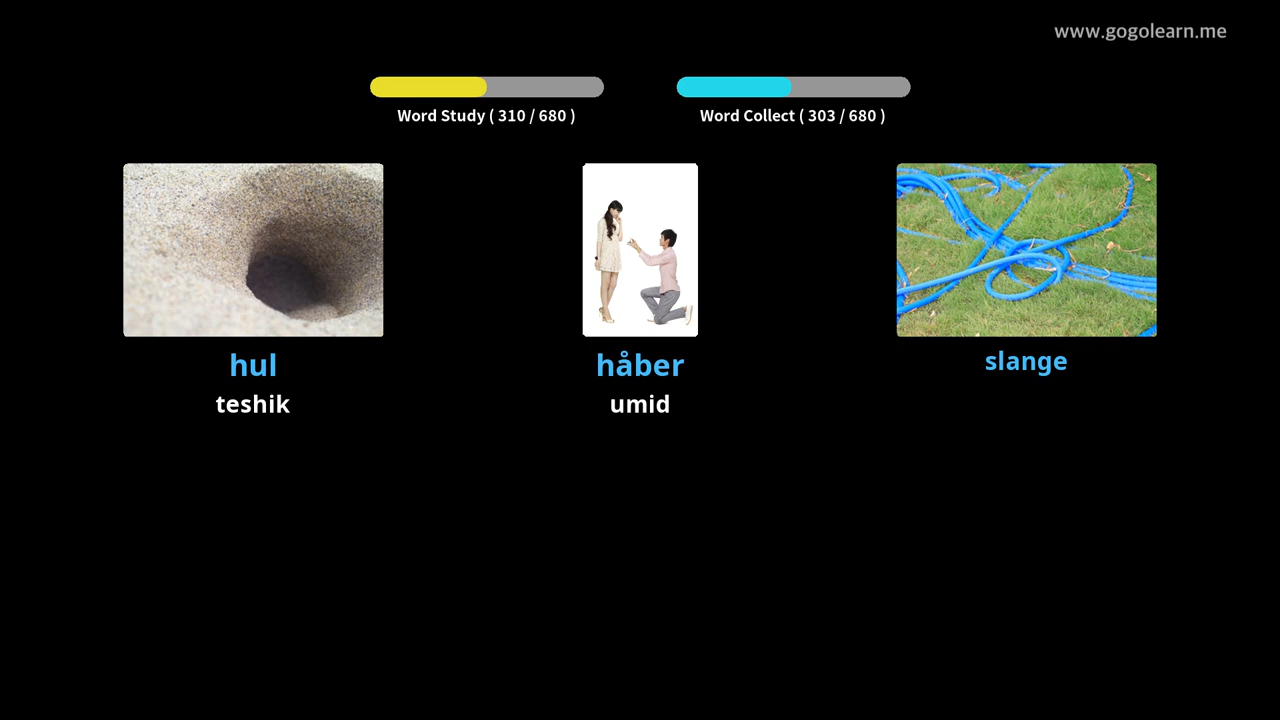 www.gogolearn.me
Word Study ( 310 / 680 )
Word Collect ( 303 / 680 )
hul
teshik
håber
umid
slange